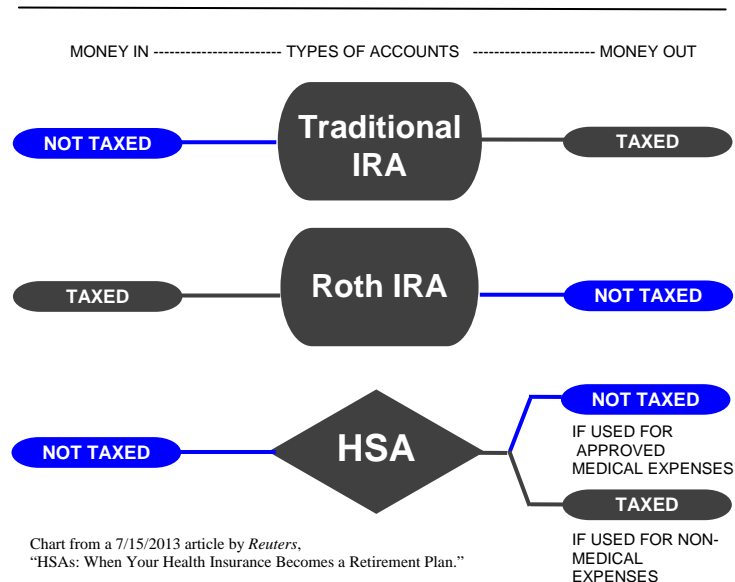 MONEY IN ----------------------- TYPES OF ACCOUNTS ---------------------- MONEY OUT
NOT TAXED
Traditional
IRA
TAXED
TAXED
Roth IRA
NOT TAXED
NOT TAXED
HSA
NOT TAXED
IF USED FOR
APPROVED
MEDICAL EXPENSES
TAXED
IF USED FOR NON-
MEDICAL
EXPENSES
Chart from a 7/15/2013 article by Reuters,
“HSAs: When Your Health Insurance Becomes a Retirement Plan.”